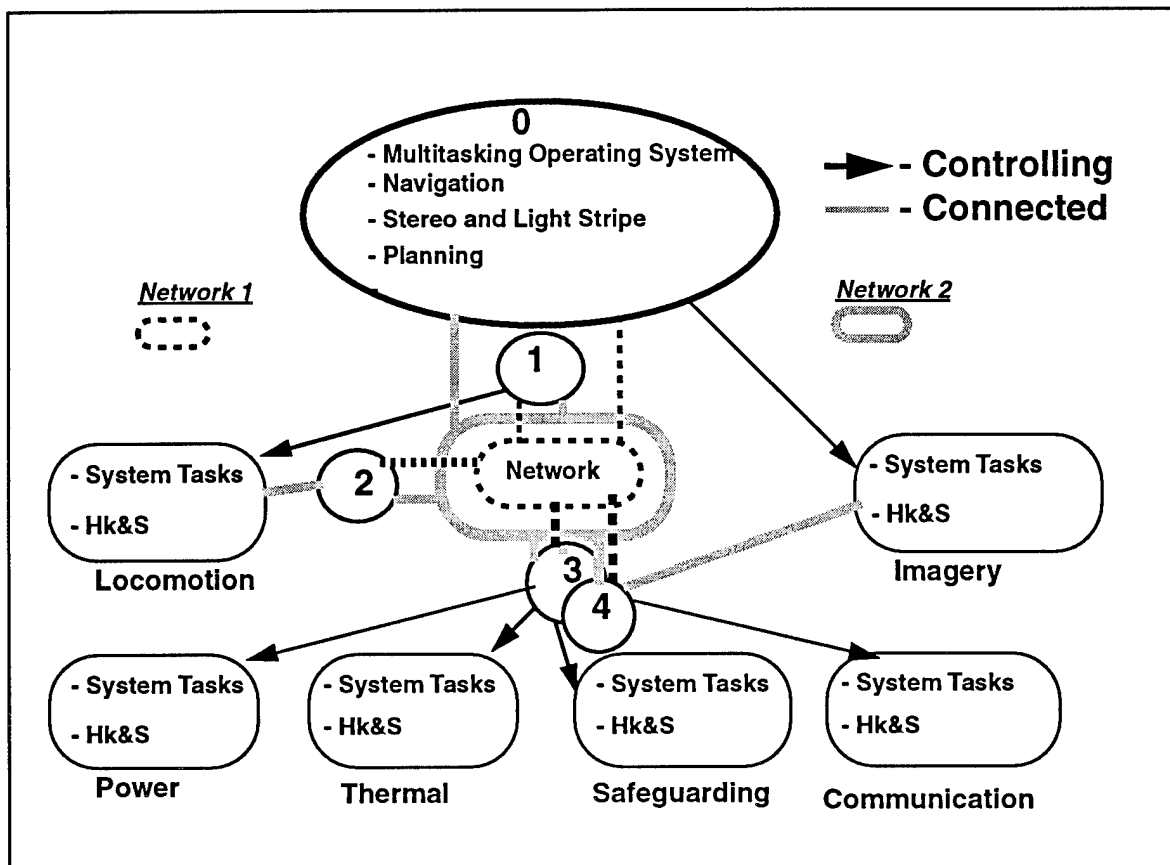 0
- Multitasking Operating System
- Navigation
- Stereo and Light Stripe
- Planning
-
- Controlling
- Connected
Network 1
Network 2
1
Network
2
- System Tasks
- Hk&S
Locomotion
- System Tasks
- Hk&S
Imagery
3
4
- System Tasks
- Hk&S
Power
- System Tasks
- Hk&S
Thermal
- System Tasks
- Hk&S
Safeguarding
- System Tasks
- Hk&S
Communication